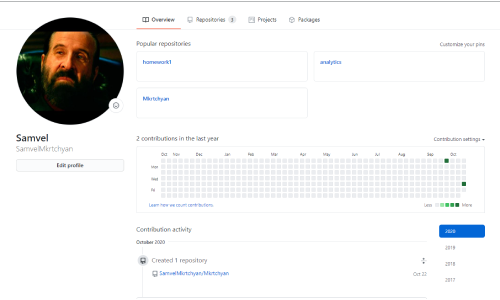 Overview Repositories 3 Projects Packages
Popular repositories Customize your pins
homework1
analytics
Mkrtchyan
Samvel
SamvelMkrtchyan
Edit profile
2 contributions in the last year Contribution settings
Oct Nov Dec Jan Feb Mar Apr May Jun Jul Aug Sep Oct
Mon
Wed
Fri
Learn how we count contributions. Less More
Contribution activity
2020
2019
2018
2017
October 2020
Created 1 repository
SamvelMkrtchyan/Mkrtchyan Oct 22